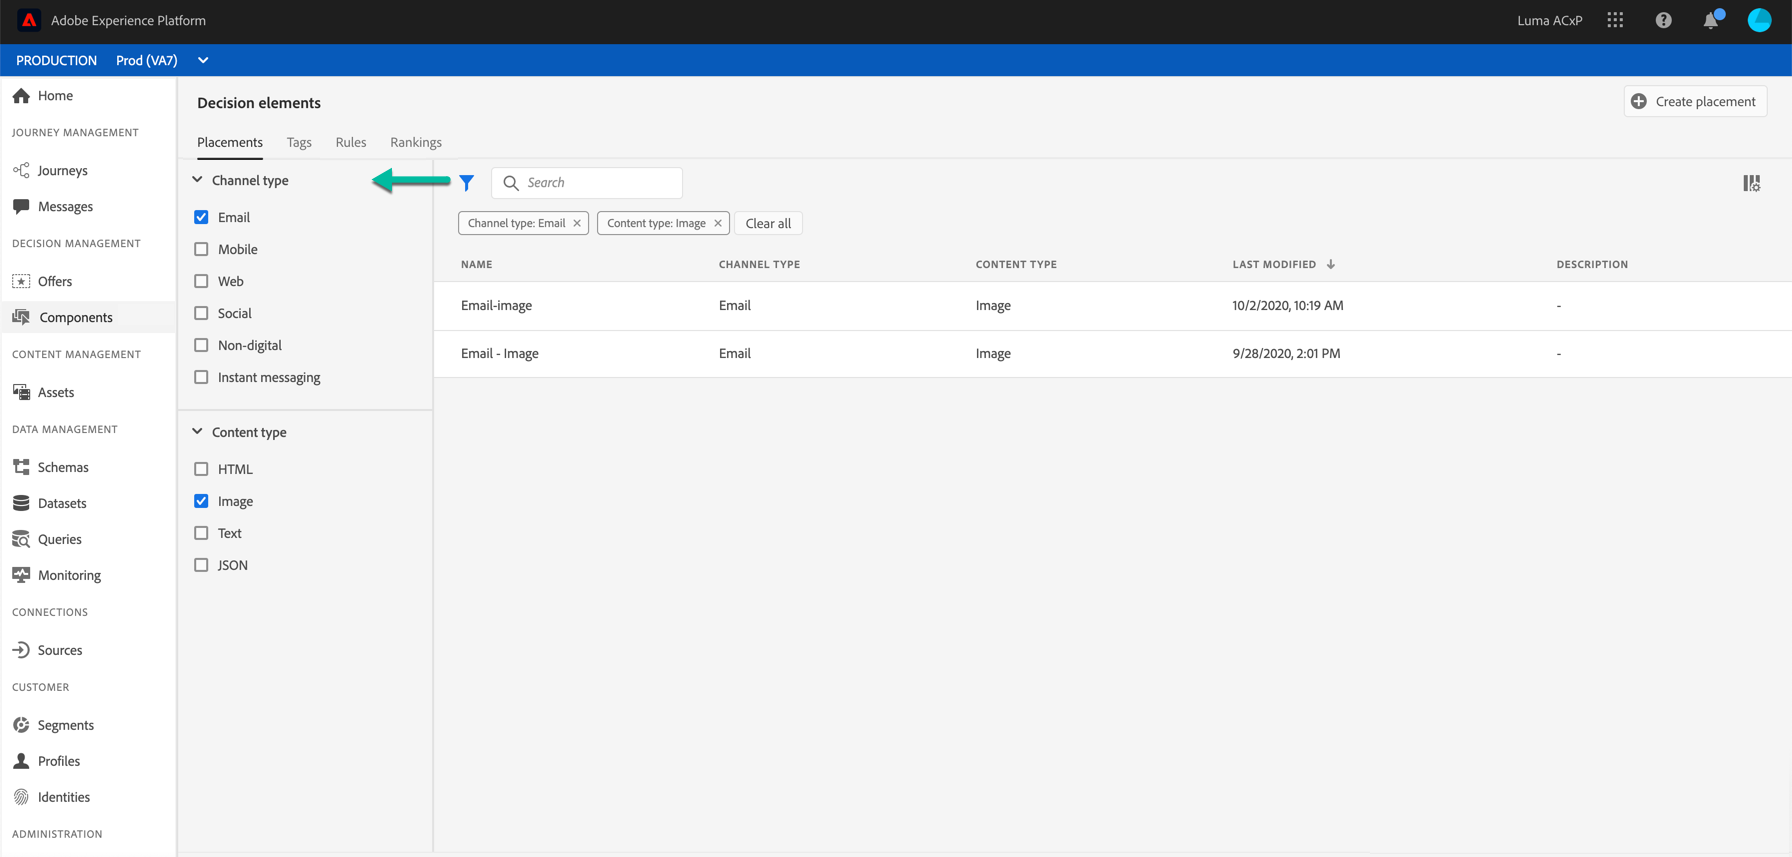 Adobe Experience Platform
Luma ACxP
PRODUCTION Prod (VA7)
Home
JOURNEY MANAGEMENT
Journeys
Messages
DECISION MANAGEMENT
Offers
Components
CONTENT MANAGEMENT
Assets
DATA MANAGEMENT
Schemas
Datasets
Queries
Monitoring
CONNECTIONS
Sources
CUSTOMER
Segments
Profiles
Identities
ADMINISTRATION
Decision elements
Create placement
Placements Tags Rules Rankings
Channel type
Email
Mobile
Web
Social
Non-digital
Instant messaging
Content type
HTML
Image
Text
JSON
Search
Channel type: Email Content type: Image Clear all
NAME CHANNEL TYPE CONTENT TYPE LAST MODIFIED DESCRIPTION
Email-image Email Image 10/2/2020, 10:19 AM -
Email - Image Email Image 9/28/2020, 2:01 PM -